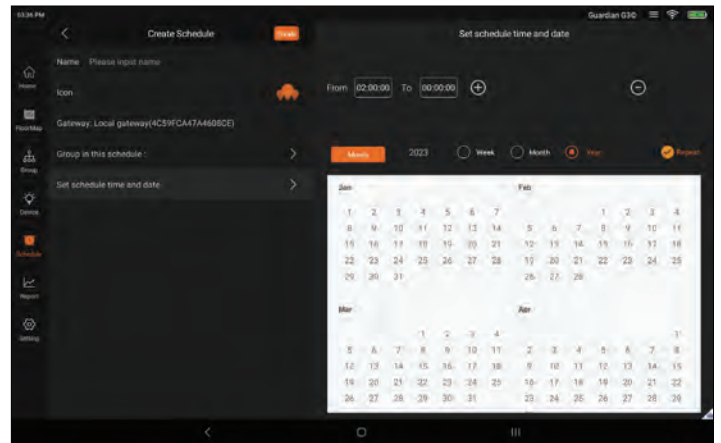 03:36 PM
Guardian G3
Create Schedule
Set schedule time and date
Name Please input name
Home
Icon
From 02:00:00 To 00:00:00
FloorMap
Gateway: Local gateway(4C59FCA47A4608CE)
Group in this schedule :
Month 2023 Week Month Year Repeat
Group
Set schedule time and date
Device
Schedule
Report
Setting
Jan Feb
1 2 3 4 5 6 7 1 2 3 4
8 9 10 11 12 13 14 5 6 7 8 9 10 11
15 16 17 18 19 20 21 12 13 14 15 16 17 18
22 23 24 25 26 27 28 19 20 21 22 23 24 25
29 30 31 26 27 28
Mar Apr
1 2 3 4 1
5 6 7 8 9 10 11 2 3 4 5 6 7 8
12 13 14 15 16 17 18 9 10 11 12 13 14 15
19 20 21 22 23 24 25 16 17 18 19 20 21 22
26 27 28 29 30 31 23 24 25 26 27 28 29